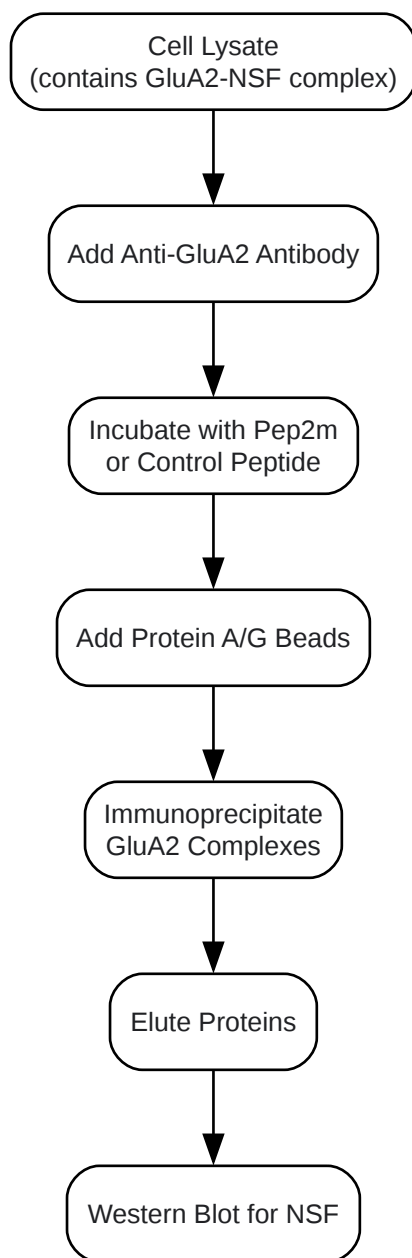 Cell Lysate
(contains GluA2-NSF complex)
Add Anti-GluA2 Antibody
Incubate with Pep2m
or Control Peptide
Add Protein A/G Beads
Immunoprecipitate
GluA2 Complexes
Elute Proteins
Western Blot for NSF